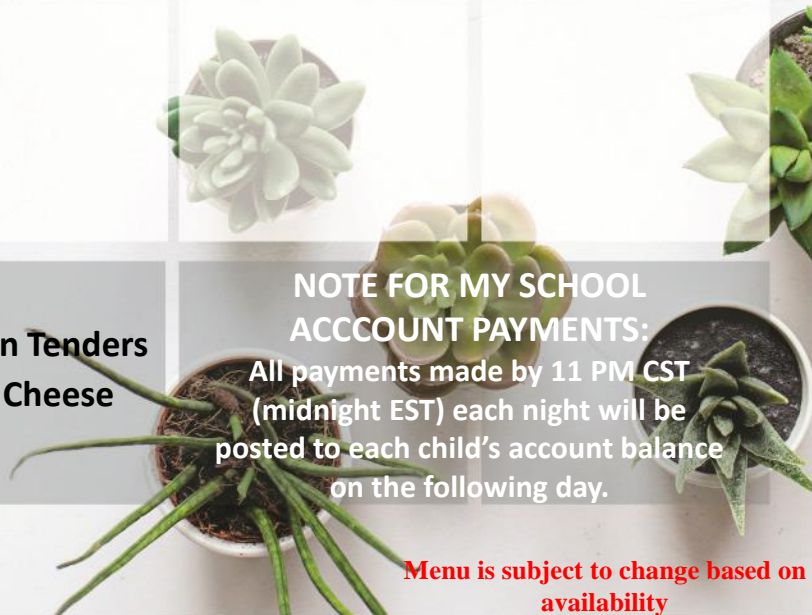 n Tenders
Cheese
NOTE FOR MY SCHOOL
ACCCOUNT PAYMENTS:
All payments made by 11 PM CST
(midnight EST) each night will be
posted to each child's account balance
on the following day.
Menu is subject to change based on
availability